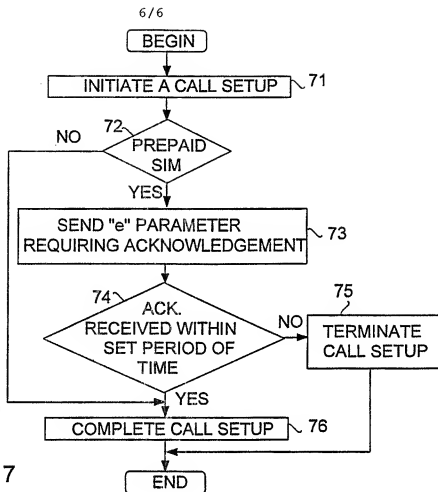 6/6
BEGIN
INITIATE A CALL SETUP
71
72
NO
PREPAID
SIM
YES
SEND "e" PARAMETER
REQUIRING ACKNOWLEDGEMENT
73
74
ACK.
RECEIVED WITHIN
SET PERIOD OF
TIME
NO
75
TERMINATE
CALL SETUP
YES
COMPLETE CALL SETUP
76
7
END